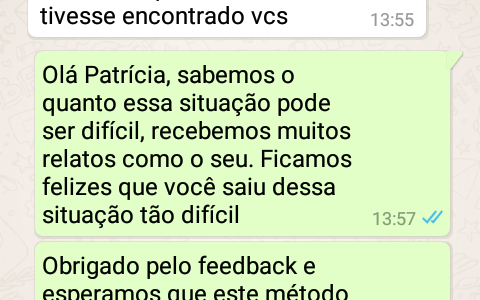 tivesse encontrado vcs
13:55
Olá Patrícia, sabemos o
quanto essa situação pode
ser difícil, recebemos muitos
relatos como o seu. Ficamos
felizes que você saiu dessa
situação tão difícil
13:57
Obrigado pelo feedback e
esperamos que este método